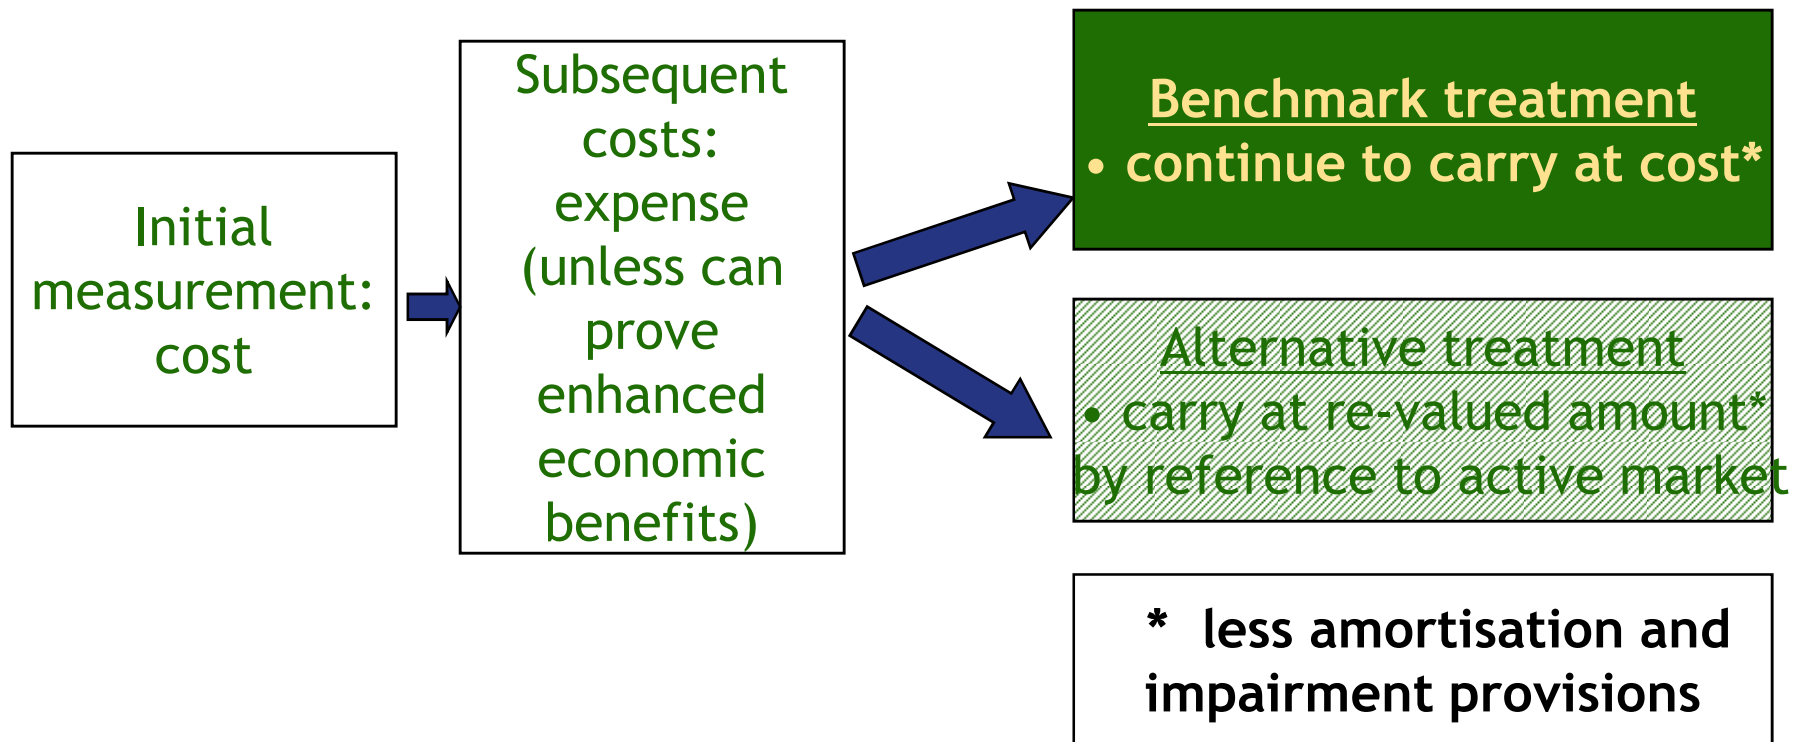 Initial
measurement:
cost
Subsequent
costs:
expense
(unless can
prove
enhanced
economic
benefits)
Benchmark treatment
• continue to carry at cost*
Alternative treatment
• carry at re-valued amount*
by reference to active market
* less amortisation and
impairment provisions